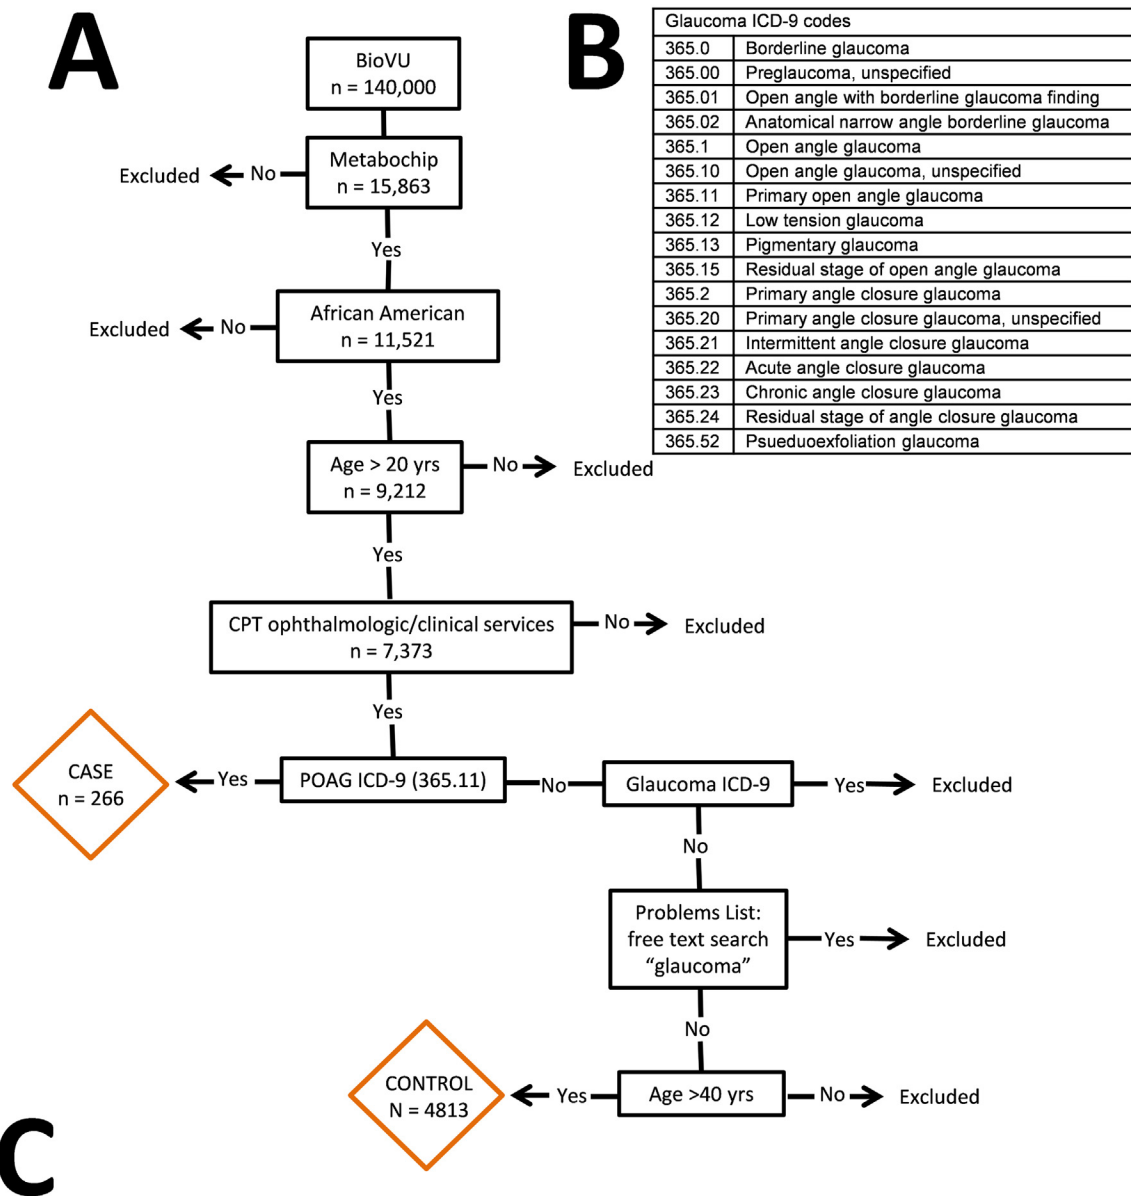 A
BioVU
n = 140,000
Metabochip
n = 15,863
No
Excluded
Yes
African American
n = 11,521
No
Excluded
Yes
Age > 20 yrs
n = 9,212
No
Excluded
Yes
CPT ophthalmologic/clinical services
n = 7,373
No
Excluded
Yes
POAG ICD-9 (365.11)
Yes
CASE
n = 266
No
Glaucoma ICD-9
Yes
Excluded
No
Problems List:
free text search
“glaucoma”
Yes
Excluded
No
Age >40 yrs
No
Excluded
Yes
CONTROL
N = 4813
B
Glaucoma ICD-9 codes
365.0 Borderline glaucoma
365.00 Preglaucoma, unspecified
365.01 Open angle with borderline glaucoma finding
365.02 Anatomical narrow angle borderline glaucoma
365.1 Open angle glaucoma
365.10 Open angle glaucoma, unspecified
365.11 Primary open angle glaucoma
365.12 Low tension glaucoma
365.13 Pigmentary glaucoma
365.15 Residual stage of open angle glaucoma
365.2 Primary angle closure glaucoma
365.20 Primary angle closure glaucoma, unspecified
365.21 Intermittent angle closure glaucoma
365.22 Acute angle closure glaucoma
365.23 Chronic angle closure glaucoma
365.24 Residual stage of angle closure glaucoma
365.52 Psueduoexfoliation glaucoma
C